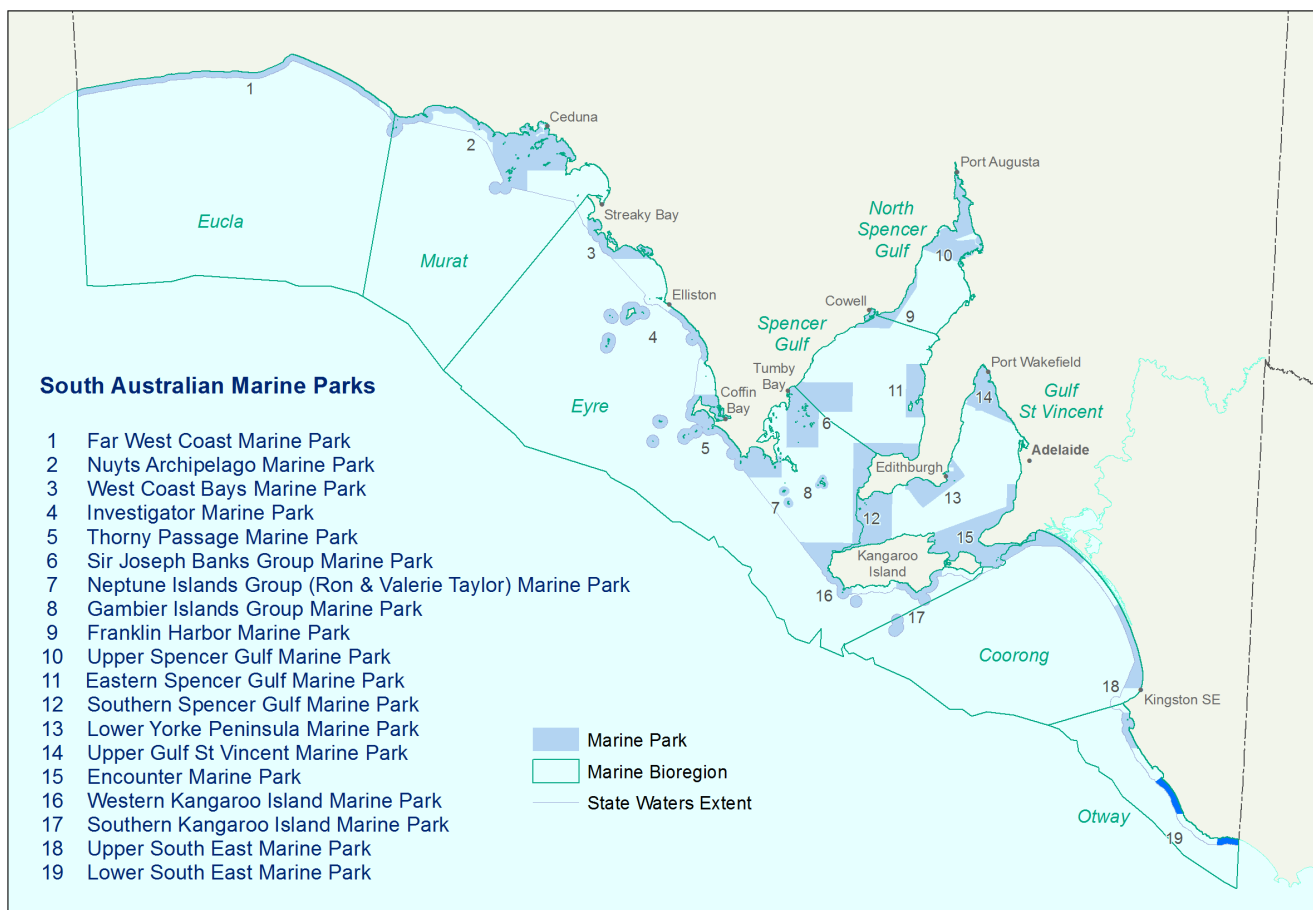 1
Ceduna
2
Port Augusta
Eucla
Streaky Bay
North
Spencer
Gulf
3
10
Murat
Elliston
Cowell
9
4
Spencer
Gulf
Port Wakefield
Tumby
Bay
11
14
Gulf
St Vincent
South Australian Marine Parks
Coffin
Bay
Eyre
6
Adelaide
5
Edithburgh
8
13
7
12
15
Kangaroo
Island
16
17
Coorong
18
Kingston SE
Otway
19
1 Far West Coast Marine Park
2 Nuyts Archipelago Marine Park
3 West Coast Bays Marine Park
4 Investigator Marine Park
5 Thorny Passage Marine Park
6 Sir Joseph Banks Group Marine Park
7 Neptune Islands Group (Ron & Valerie Taylor) Marine Park
8 Gambier Islands Group Marine Park
9 Franklin Harbor Marine Park
10 Upper Spencer Gulf Marine Park
11 Eastern Spencer Gulf Marine Park
12 Southern Spencer Gulf Marine Park
13 Lower Yorke Peninsula Marine Park
14 Upper Gulf St Vincent Marine Park
15 Encounter Marine Park
16 Western Kangaroo Island Marine Park
17 Southern Kangaroo Island Marine Park
18 Upper South East Marine Park
19 Lower South East Marine Park
Marine Park
Marine Bioregion
State Waters Extent